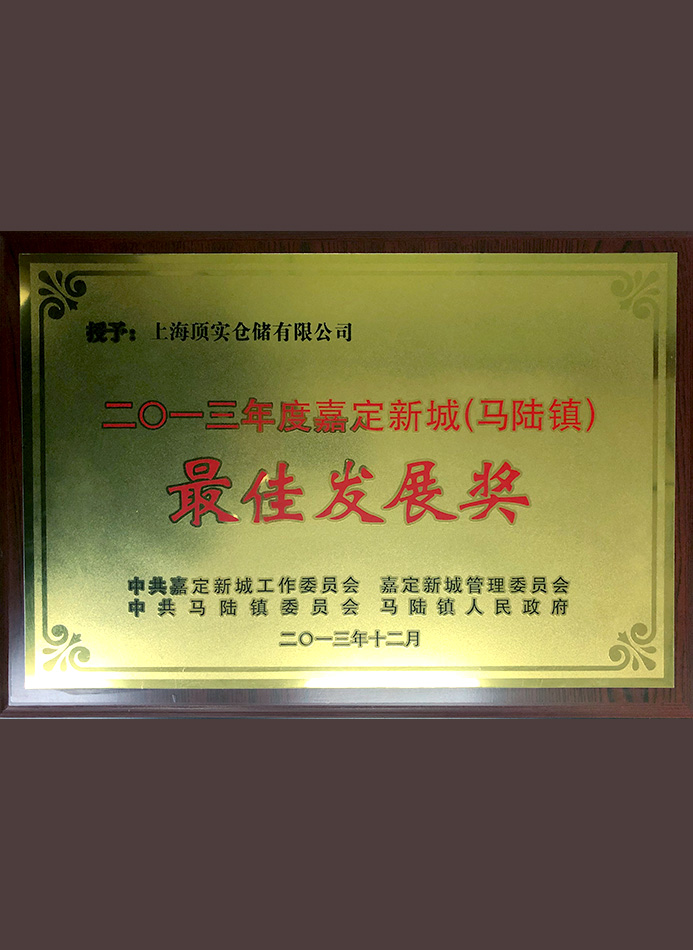 授予：上海顶实仓储有限公司
二〇一三年度嘉定新城(马陆镇)
最佳发展奖
中共嘉定新城工作委员会 嘉定新城管理委员会
中共马陆镇委员会 马陆镇人民政府
二〇一三年十二月